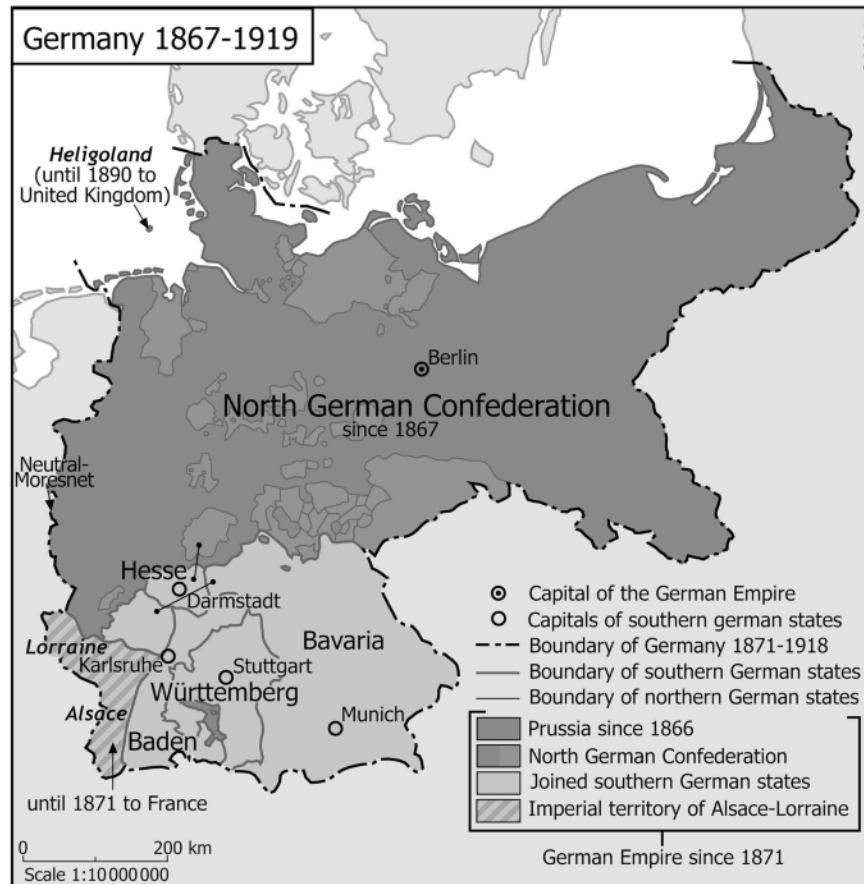 Germany 1867-1919
Heligoland
(until 1890 to
United Kingdom)
Berlin
North German Confederation
since 1867
Neutral-
Moresnet
Hesse
Darmstadt
Lorraine
Karlsruhe
Bavaria
Stuttgart
Württemberg
Alsace
Munich
Baden
until 1871 to France
0
200 km
Scale 1:10 000 000
Capital of the German Empire
Capitals of southern german states
Boundary of Germany 1871-1918
Boundary of southern German states
Boundary of northern German states
Prussia since 1866
North German Confederation
Joined southern German states
Imperial territory of Alsace-Lorraine
German Empire since 1871